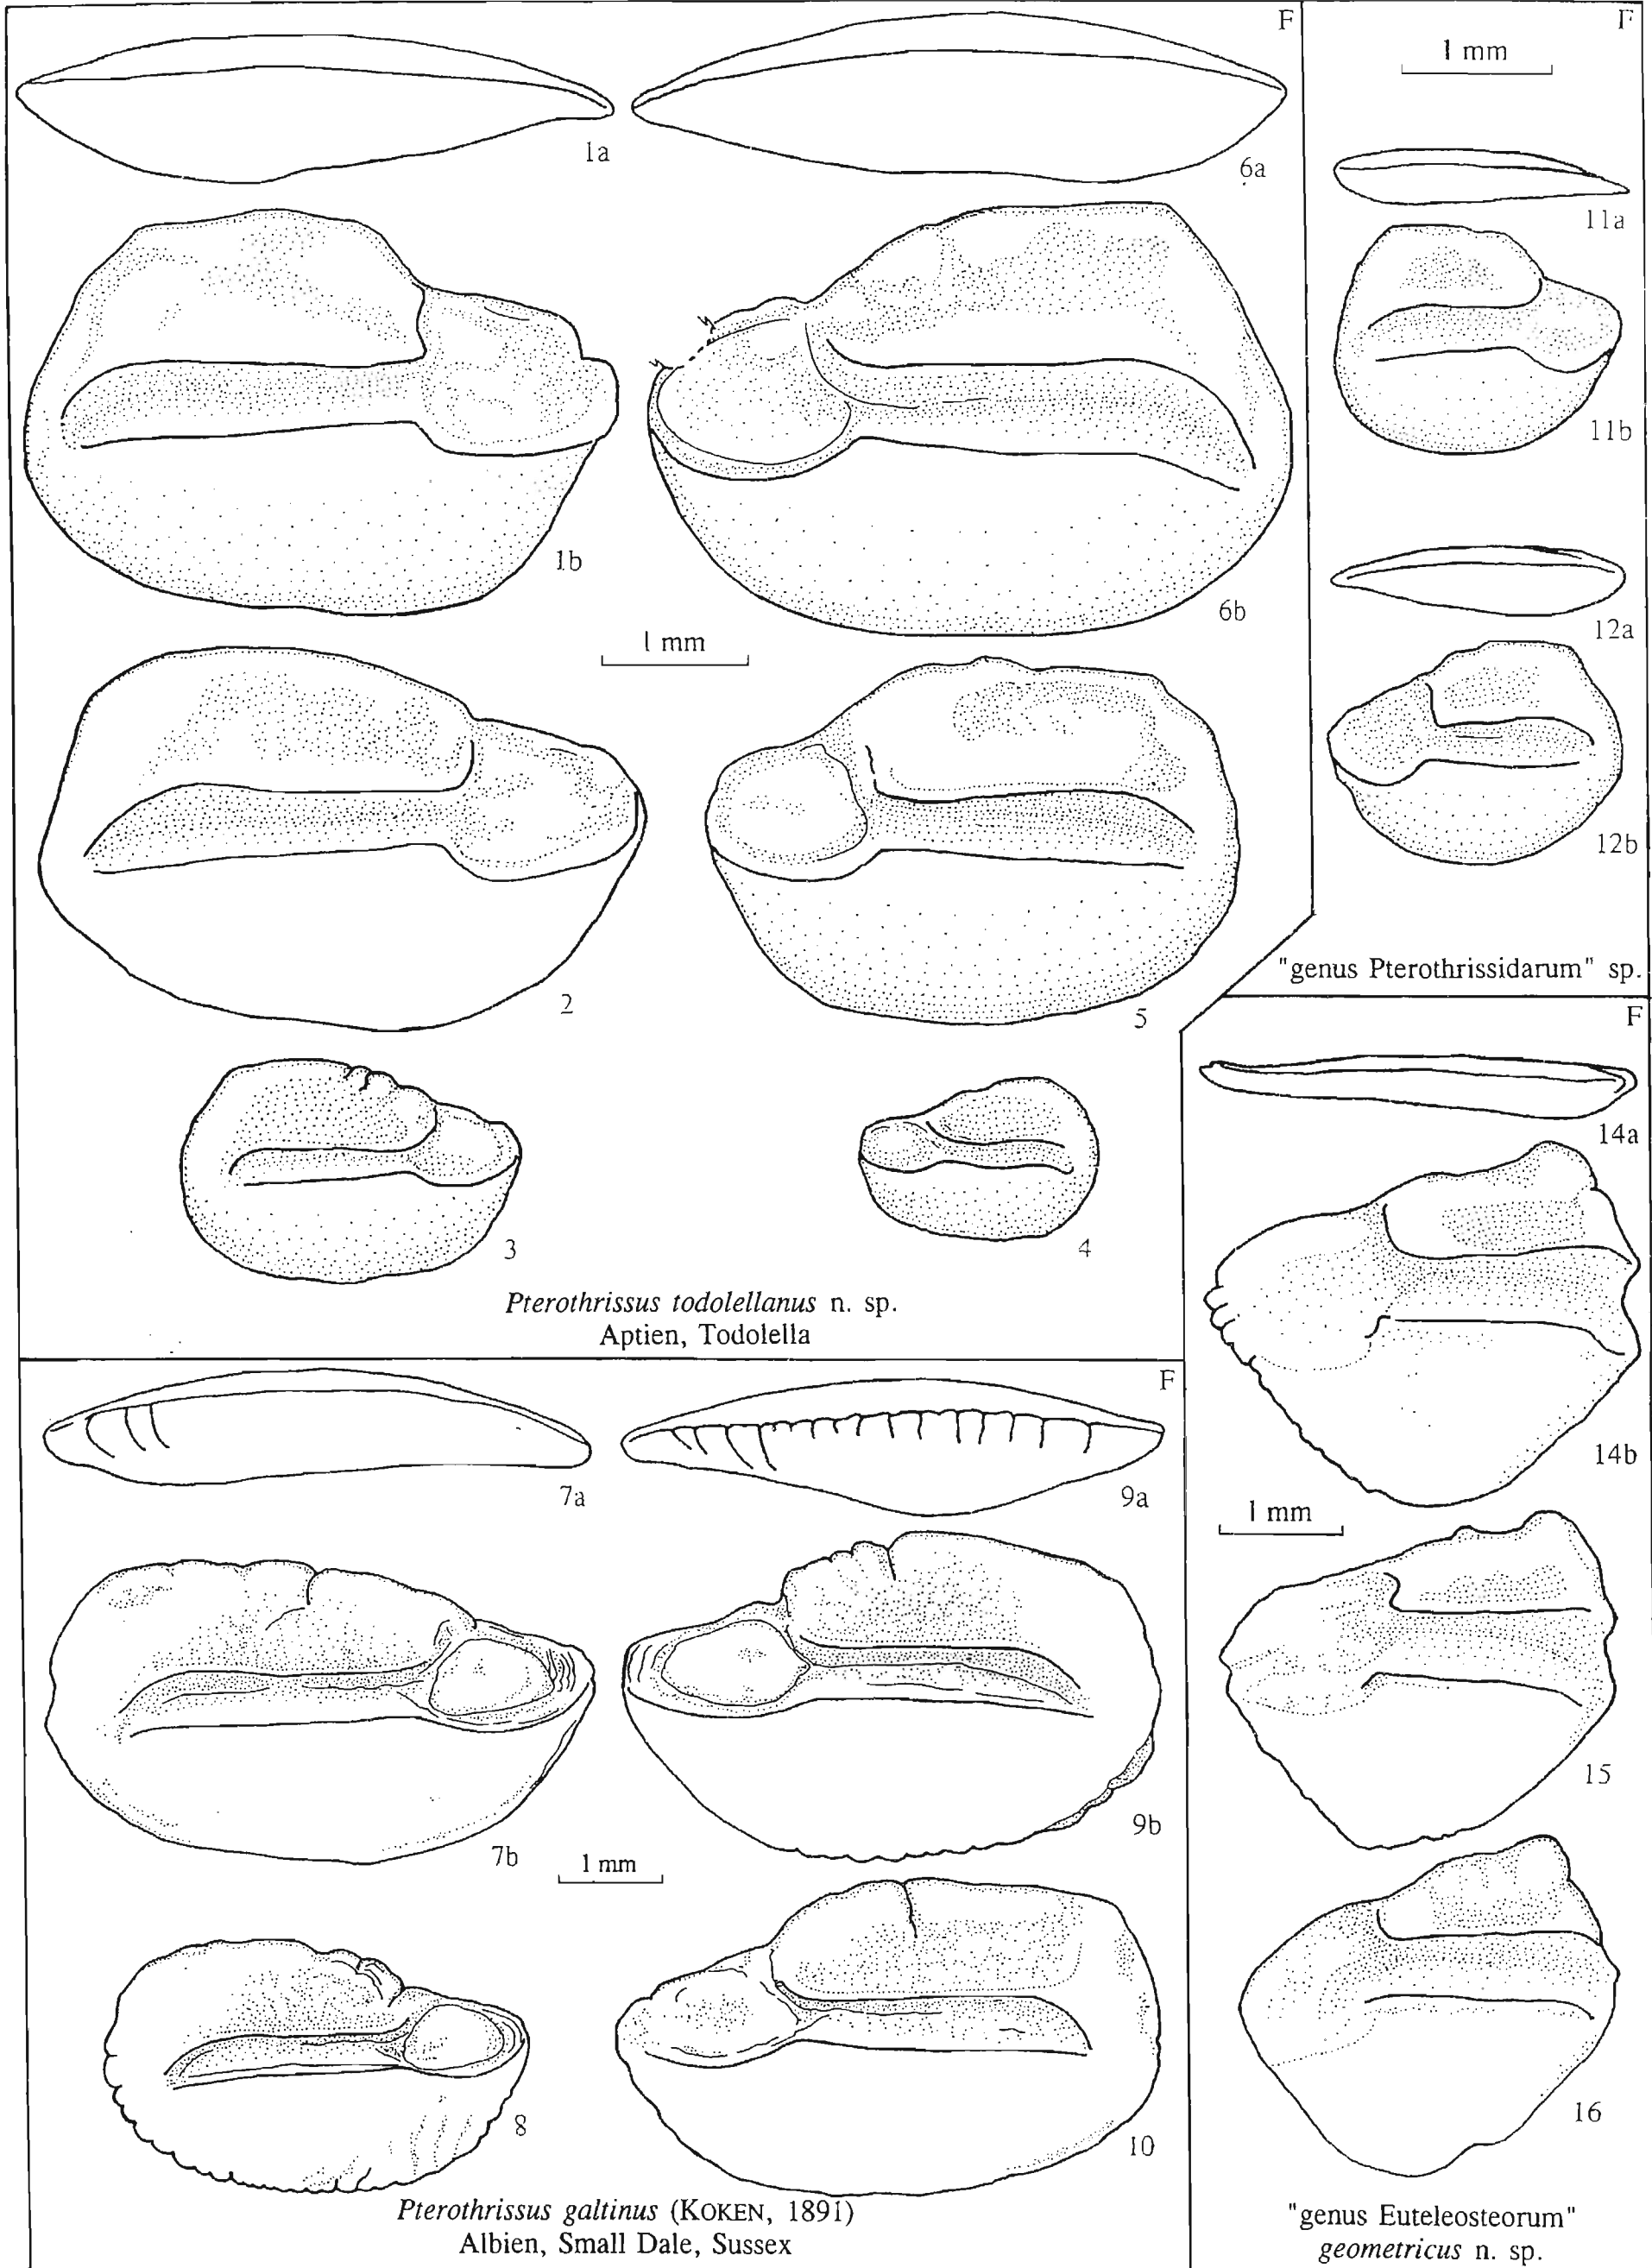 F
1a
6a
1b
6b
1 mm
2
5
3
4
Pterothrissus todolellanus n. sp.
Aptien, Todolella
F
1 mm
11a
11b
12a
12b
"genus Pterothrissidarum" sp.
F
7a
9a
7b
9b
1 mm
8
10
Pterothrissus galtinus (KOKEN, 1891)
Albien, Small Dale, Sussex
F
14a
14b
1 mm
15
16
"genus Euteleosteorum"
geometricus n. sp.